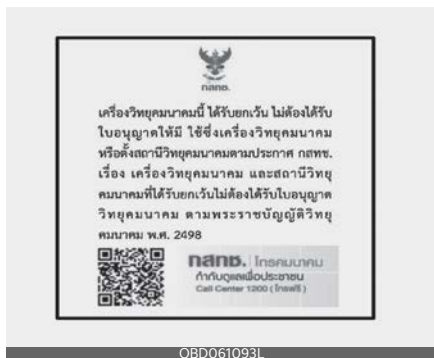 กสทช.
เครื่องวิทยุคมนาคมนี้ ได้รับยกเว้น ไม่ต้องได้รับ
ใบอนุญาตให้มี ใช้ซึ่งเครื่องวิทยุคมนาคม
หรือตั้งสถานีวิทยุคมนาคมตามประกาศ กสทช.
เรื่อง เครื่องวิทยุคมนาคม และสถานีวิทยุ
คมนาคมที่ได้รับยกเว้นไม่ต้องได้รับใบอนุญาต
วิทยุคมนาคม ตามพระราชบัญญัติวิทยุ
คมนาคม พ.ศ. 2498
กสทช. โทรคมนาคม
กำกับดูแลเพื่อประชาชน
Call Center 1200 (โทรฟรี)
OBD061093L